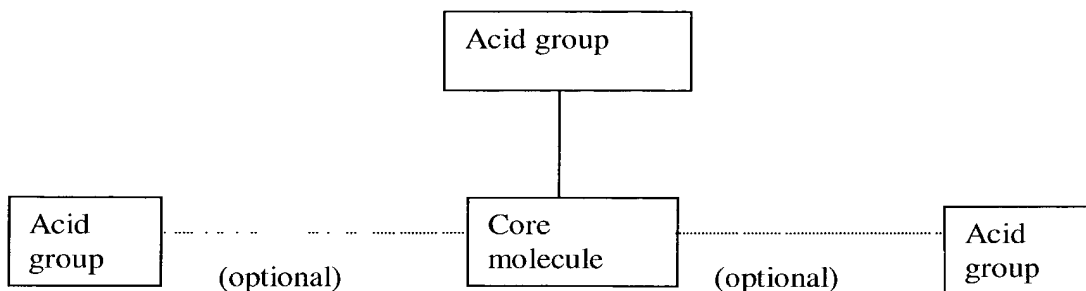 Acid group
Acid
group
(optional)
Core
molecule
(optional)
Acid
group